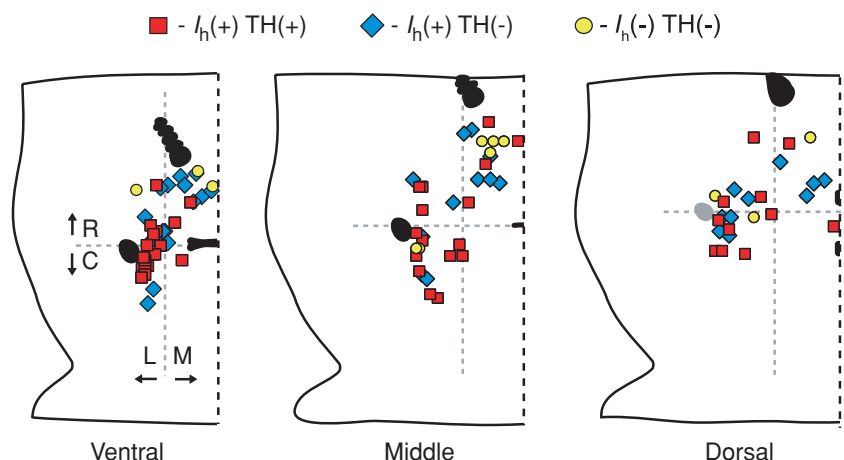 - Ih(+) TH(+) - Ih(+) TH(-) - Ih(-) TH(-)
R
C
L M
Ventral Middle Dorsal